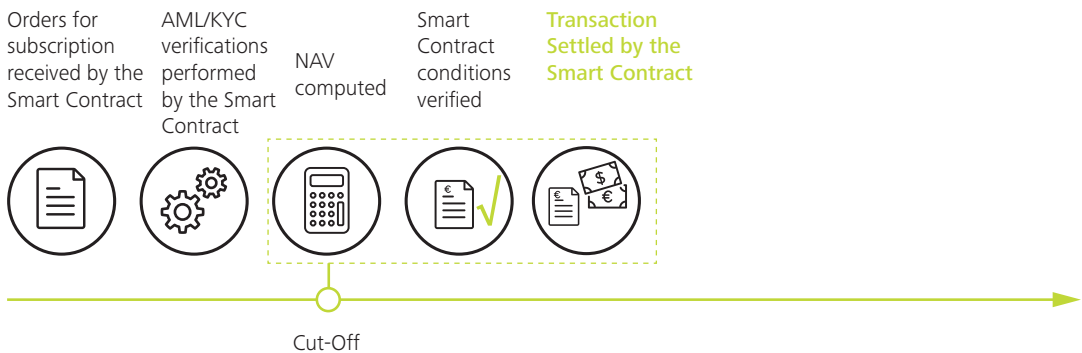 Orders for
subscription
received by the
Smart Contract
AML/KYC
verifications
performed
by the Smart
Contract
NAV
computed
Smart
Contract
conditions
verified
Transaction
Settled by the
Smart Contract
€
€
$
€
Cut-Off